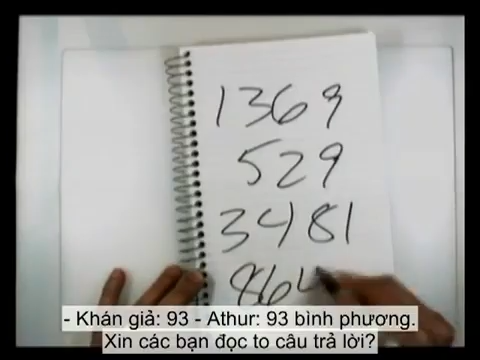 1369
529
3481
864
- Khán giả: 93 - Athur: 93 bình phương.
Xin các bạn đọc to câu trả lời?